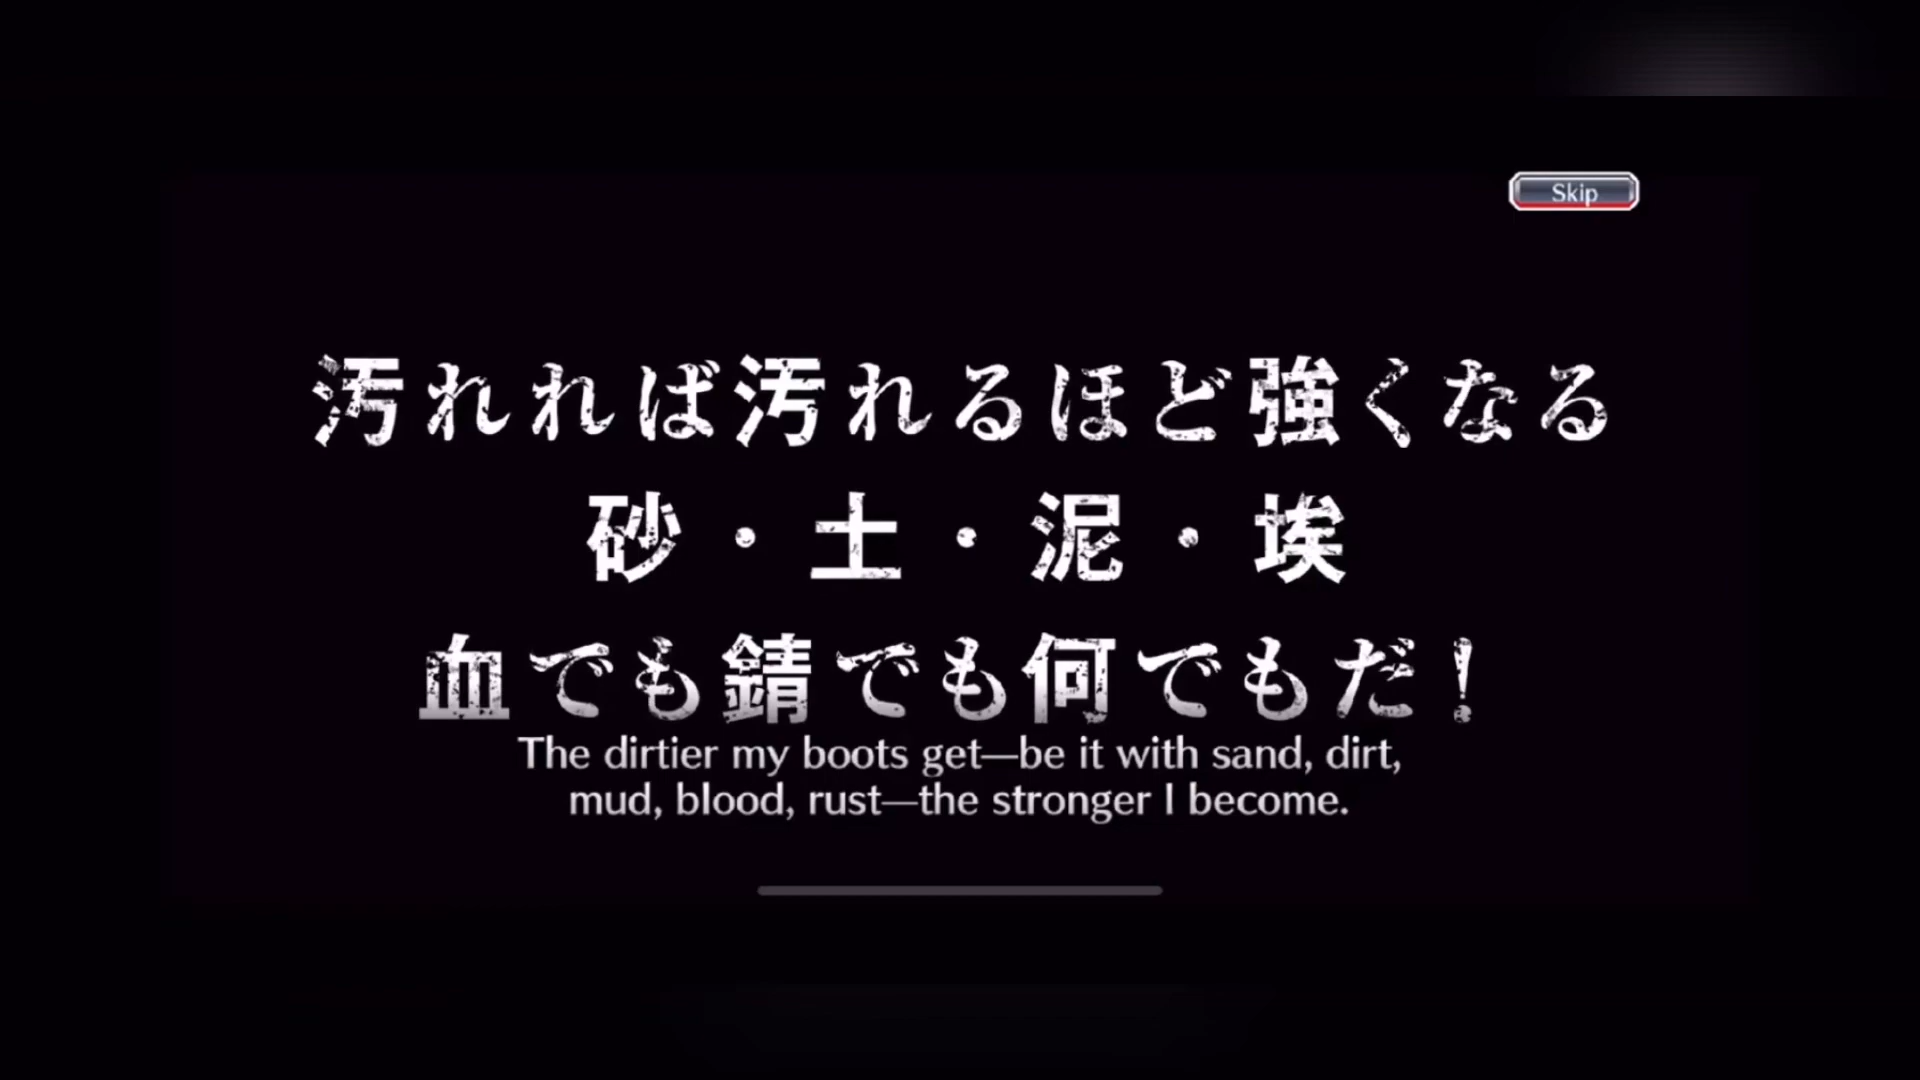 Skip
汚れれば汚れるほど強くなる
砂・土・泥・埃
血でも錆でも何でもだ！
The dirtier my boots get—be it with sand, dirt,
mud, blood, rust—the stronger I become.